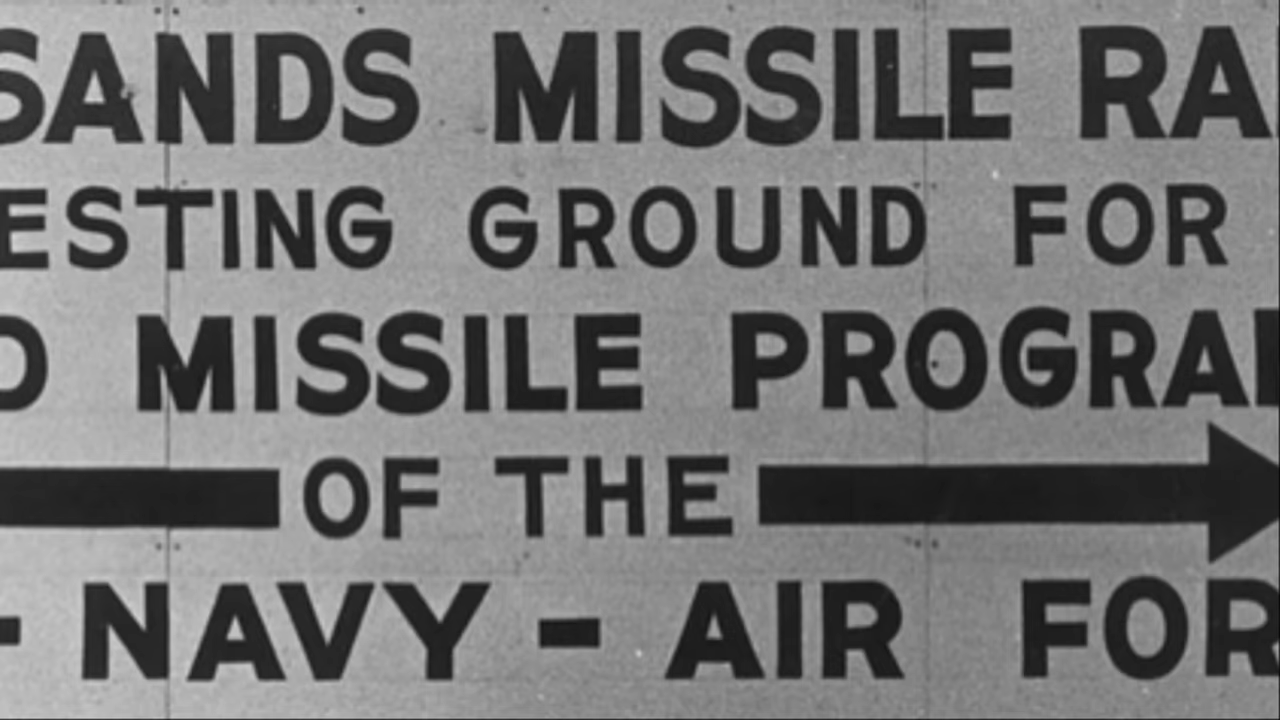 SANDS MISSILE RA
ESTING GROUND FOR
D MISSILE PROGRA
OF THE
- NAVY - AIR FOR